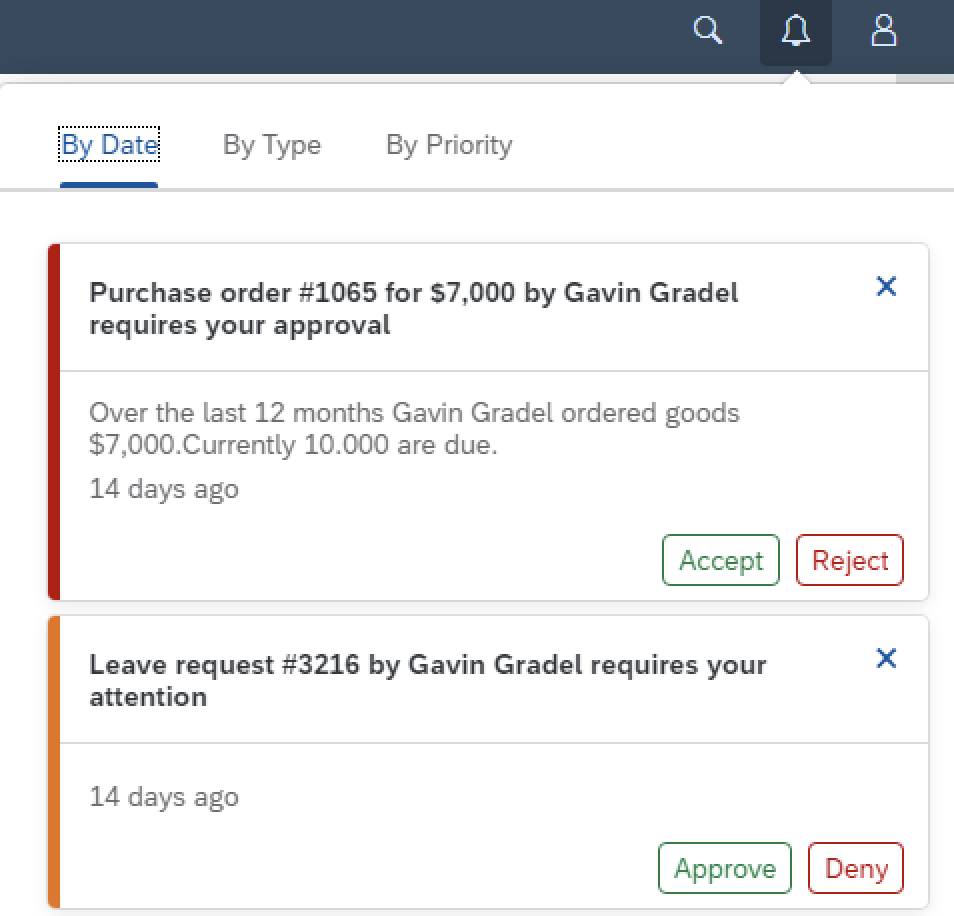 By Date By Type By Priority
Purchase order #1065 for $7,000 by Gavin Gradel
requires your approval
Over the last 12 months Gavin Gradel ordered goods
$7,000.Currently 10.000 are due.
14 days ago
Accept Reject
Leave request #3216 by Gavin Gradel requires your
attention
14 days ago
Approve Deny